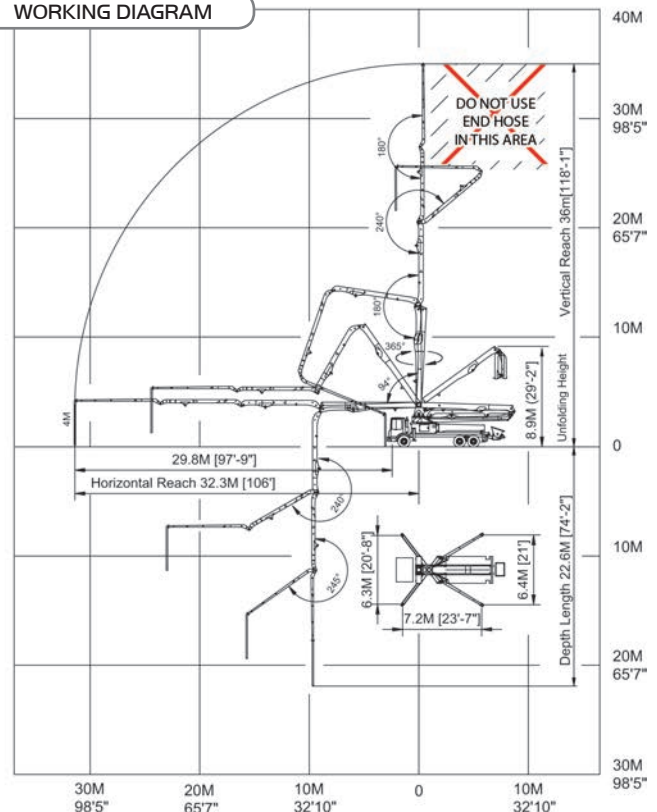 WORKING DIAGRAM
40M
DO NOT USE
END HOSE
IN THIS AREA
30M
98'5"
180°
Vertical Reach 36m[118'-1"]
240°
20M
65'7"
180°
10M
365°
94°
8.9M [29'-2"]
Unfolding Height
4M
0
29.8M [97'-9"]
Horizontal Reach 32.3M [106']
240°
245°
6.3M [20'-8"]
6.4M [21']
7.2M [23'-7"]
Depth Length 22.6M [74'-2"]
10M
20M
65'7"
30M
98'5"
30M
98'5"
20M
65'7"
10M
32'10"
0
10M
32'10"